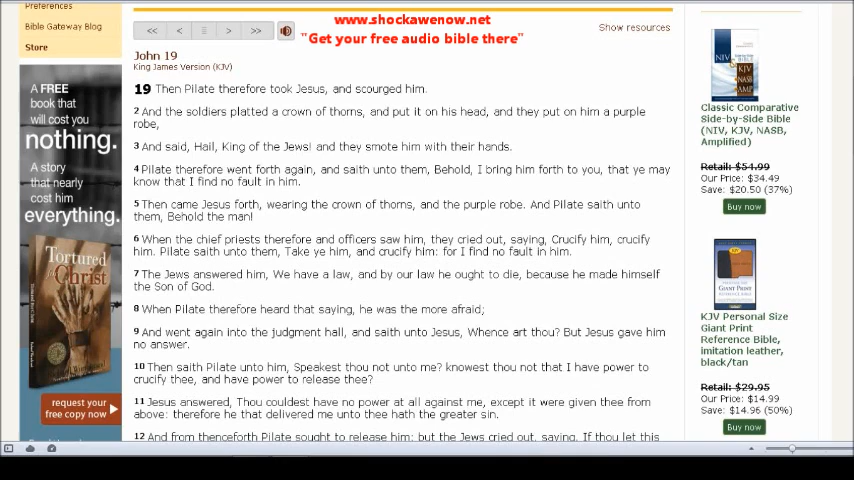 Preferences
Bible Gateway Blog
Store
A FREE
book that
will cost you
nothing.
A story
that nearly
cost him
everything.
Tortured
for Christ
request your
free copy now
<<
<
>
>>
www.shockawenow.net
"Get your free audio bible there"
Show resources
John 19
King James Version (KJV)
19 Then Pilate therefore took Jesus, and scourged him.
2 And the soldiers platted a crown of thorns, and put it on his head, and they put on him a purple
robe,
3 And said, Hail, King of the Jews! and they smote him with their hands.
4 Pilate therefore went forth again, and saith unto them, Behold, I bring him forth to you, that ye may
know that I find no fault in him.
5 Then came Jesus forth, wearing the crown of thorns, and the purple robe. And Pilate saith unto
them, Behold the man!
6 When the chief priests therefore and officers saw him, they cried out, saying, Crucify him, crucify
him. Pilate saith unto them, Take ye him, and crucify him: for I find no fault in him.
7 The Jews answered him, We have a law, and by our law he ought to die, because he made himself
the Son of God.
8 When Pilate therefore heard that saying, he was the more afraid;
9 And went again into the judgment hall, and saith unto Jesus, Whence art thou? But Jesus gave him
no answer.
10 Then saith Pilate unto him, Speakest thou not unto me? knowest thou not that I have power to
crucify thee, and have power to release thee?
11 Jesus answered, Thou couldest have no power at all against me, except it were given thee from
above: therefore he that delivered me unto thee hath the greater sin.
12 And from thenceforth Pilate sought to release him: but the Jews cried out, saying, If thou let this
NIV
KJV
NASB
AMP
Classic Comparative
Side-by-Side Bible
(NIV, KJV, NASB,
Amplified)
Retail: $54.99
Our Price: $34.49
Save: $20.50 (37%)
Buy now
KJV Personal Size
Giant Print
Reference Bible,
imitation leather,
black/tan
Retail: $29.95
Our Price: $14.99
Save: $14.96 (50%)
Buy now